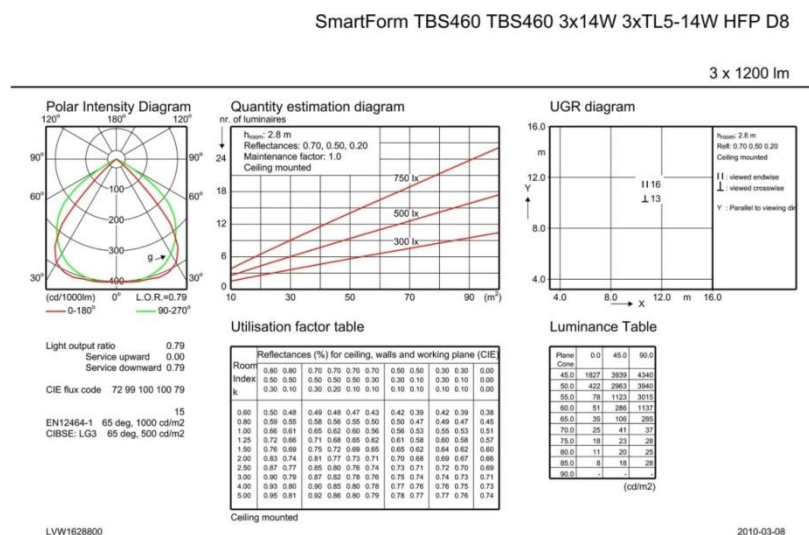 SmartForm TBS460 TBS460 3x14W 3xTL5-14W HFP D8
3 x 1200 lm
Polar Intensity Diagram
120° 180° 120°
90° 90°
60° 60°
30° 30°
100
200
300
400
g
(cd/1000lm) 0° L.O.R.=0.79
0-180° 90-270°
Quantity estimation diagram
nr. of luminaires
hroom: 2.8 m
Reflectances: 0.70, 0.50, 0.20
Maintenance factor: 1.0
Ceiling mounted
24
18
12
6
0
750 lx
500 lx
300 lx
10 30 50 70 90 (m²)
UGR diagram
16.0
m
12.0
Y
8.0
4.0
4.0 8.0 12.0 m 16.0
X
II 16
⊥ 13
hroom: 2.8 m
Refl: 0.70 0.50 0.20
Ceiling mounted
II : viewed endwise
⊥ : viewed crosswise
Y : Parallel to viewing dir
Light output ratio 0.79
Service upward 0.00
Service downward 0.79
CIE flux code 72 99 100 100 79
15
EN12464-1 65 deg, 1000 cd/m2
CIBSE: LG3 65 deg, 500 cd/m2
Utilisation factor table
Room Index k
Reflectances (%) for ceiling, walls and working plane (CIE)
0.80 0.80 0.70 0.70 0.70 0.70 0.50 0.50 0.30 0.30 0.00
0.50 0.50 0.50 0.50 0.50 0.30 0.30 0.10 0.30 0.10 0.00
0.30 0.10 0.30 0.20 0.10 0.10 0.10 0.10 0.10 0.10 0.00
0.60 0.50 0.48 0.49 0.48 0.47 0.43 0.42 0.39 0.42 0.39 0.38
0.80 0.59 0.55 0.58 0.56 0.55 0.50 0.50 0.47 0.49 0.47 0.45
1.00 0.66 0.61 0.65 0.62 0.60 0.56 0.56 0.53 0.55 0.53 0.51
1.25 0.72 0.66 0.71 0.68 0.65 0.62 0.61 0.58 0.60 0.58 0.57
1.50 0.76 0.69 0.75 0.72 0.69 0.65 0.65 0.62 0.64 0.62 0.60
2.00 0.83 0.74 0.81 0.77 0.73 0.71 0.70 0.68 0.69 0.67 0.66
2.50 0.87 0.77 0.85 0.80 0.76 0.74 0.73 0.71 0.72 0.70 0.69
3.00 0.90 0.79 0.87 0.82 0.78 0.76 0.75 0.74 0.74 0.73 0.71
4.00 0.93 0.80 0.90 0.85 0.80 0.78 0.77 0.76 0.76 0.75 0.73
5.00 0.95 0.81 0.92 0.86 0.80 0.79 0.78 0.77 0.77 0.76 0.74
Ceiling mounted
Luminance Table
Plane Cone 0.0 45.0 90.0
45.0 1827 3939 4340
50.0 422 2963 3940
55.0 78 1123 3015
60.0 51 286 1137
65.0 35 106 285
70.0 25 41 37
75.0 18 23 28
80.0 11 20 25
85.0 8 18 28
90.0 - - -
(cd/m2)
LVW1628800
2010-03-08